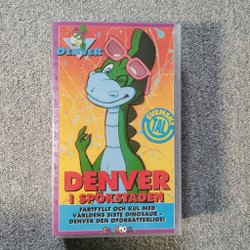 DENVER
SVENSKT
TAL
DENVER
I SPÖKSTADEN
FARTFYLLT OCH KUL MED
VÄRLDENS SISTE DINOSAUR -
DENVER DEN OFÖRBÄTTERLIGE!